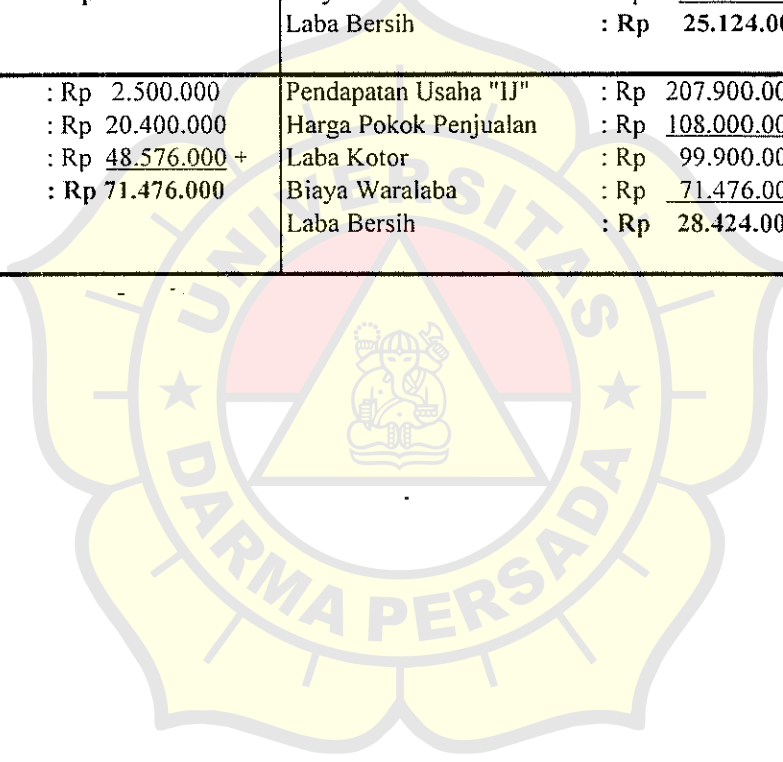 Laba Bersih : Rp 25.124.00
: Rp 2.500.000 Pendapatan Usaha "IJ" : Rp 207.900.00
: Rp 20.400.000 Harga Pokok Penjualan : Rp 108.000.00
: Rp 48.576.000 + Laba Kotor : Rp 99.900.00
: Rp 71.476.000 Biaya Waralaba : Rp 71.476.00
Laba Bersih : Rp 28.424.00
UNIVERSITAS
DARMA PERSADA